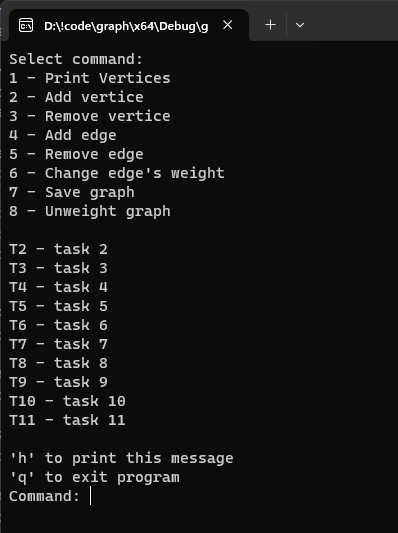 D:\!code\graph\x64\Debug\g
Select command:
1 - Print Vertices
2 - Add vertice
3 - Remove vertice
4 - Add edge
5 - Remove edge
6 - Change edge's weight
7 - Save graph
8 - Unweight graph
T2 - task 2
T3 - task 3
T4 - task 4
T5 - task 5
T6 - task 6
T7 - task 7
T8 - task 8
T9 - task 9
T10 - task 10
T11 - task 11
'h' to print this message
'q' to exit program
Command: